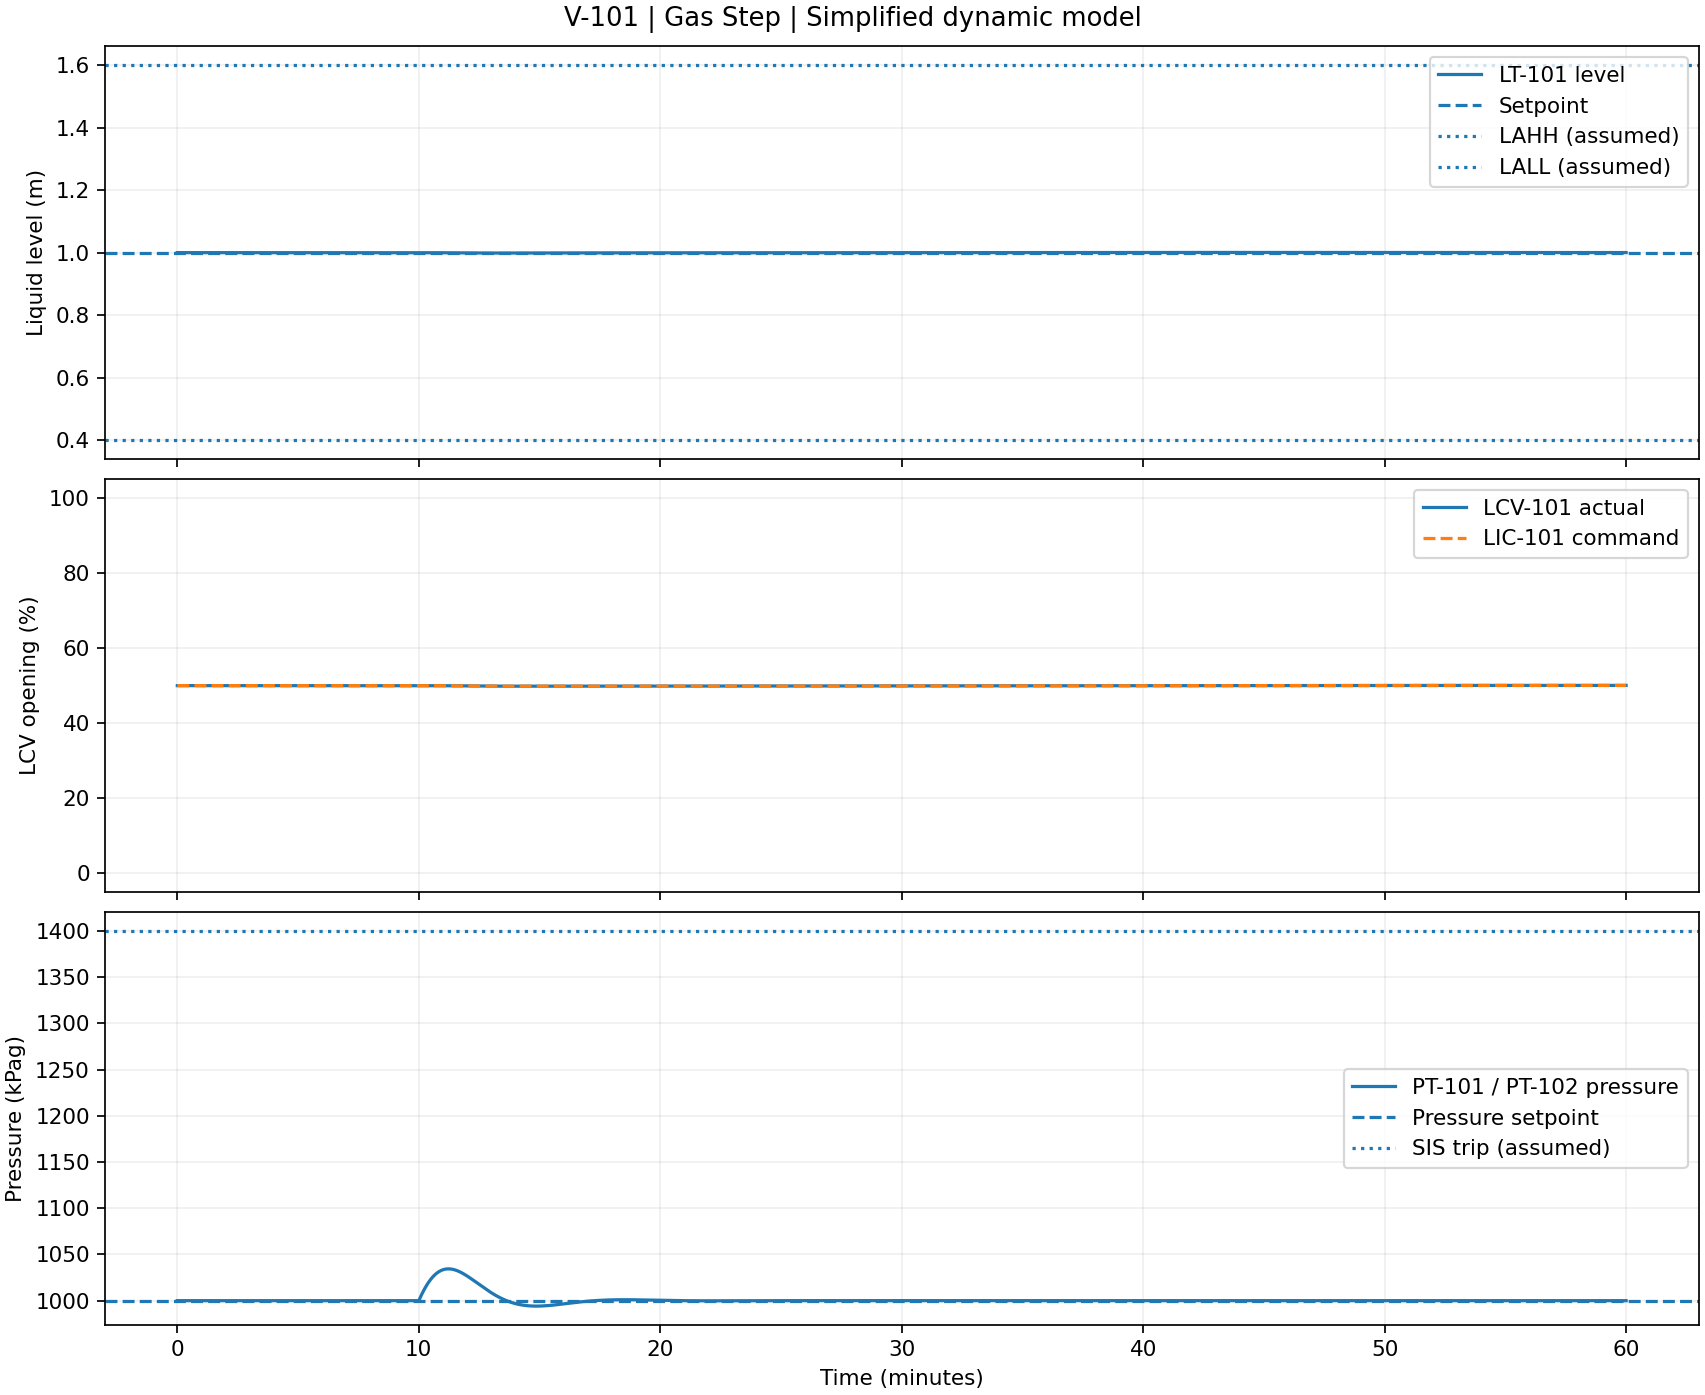 V-101 | Gas Step | Simplified dynamic model
1.6
1.4
1.2
1.0
0.8
0.6
0.4
Liquid level (m)
LT-101 level
Setpoint
LAHH (assumed)
LALL (assumed)
100
80
60
40
20
0
LCV opening (%)
LCV-101 actual
LIC-101 command
1400
1350
1300
1250
1200
1150
1100
1050
1000
Pressure (kPag)
PT-101 / PT-102 pressure
Pressure setpoint
SIS trip (assumed)
0 10 20 30 40 50 60
Time (minutes)